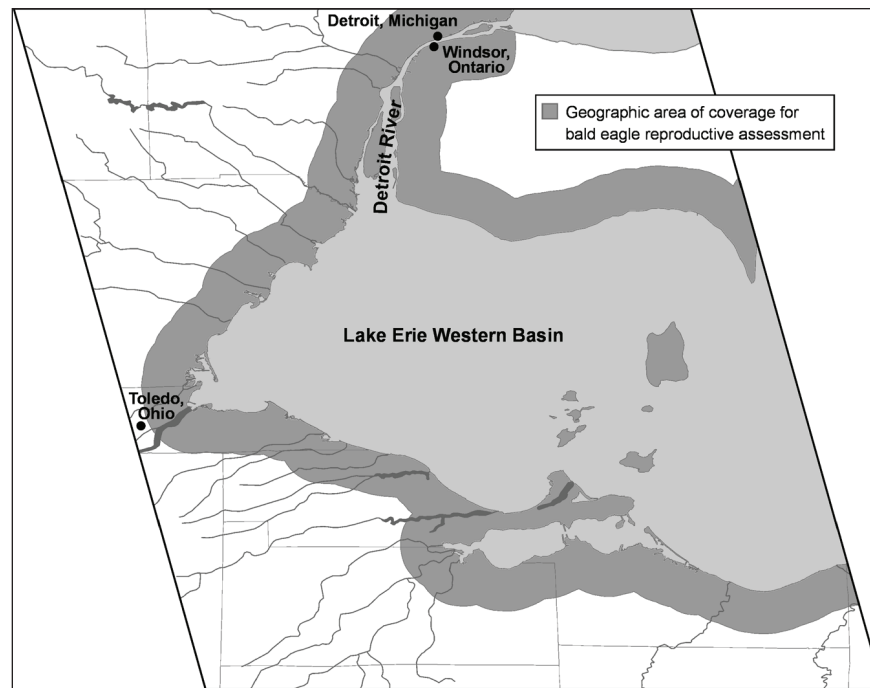 Detroit, Michigan
Windsor,
Ontario
Geographic area of coverage for
bald eagle reproductive assessment
Detroit River
Lake Erie Western Basin
Toledo,
Ohio